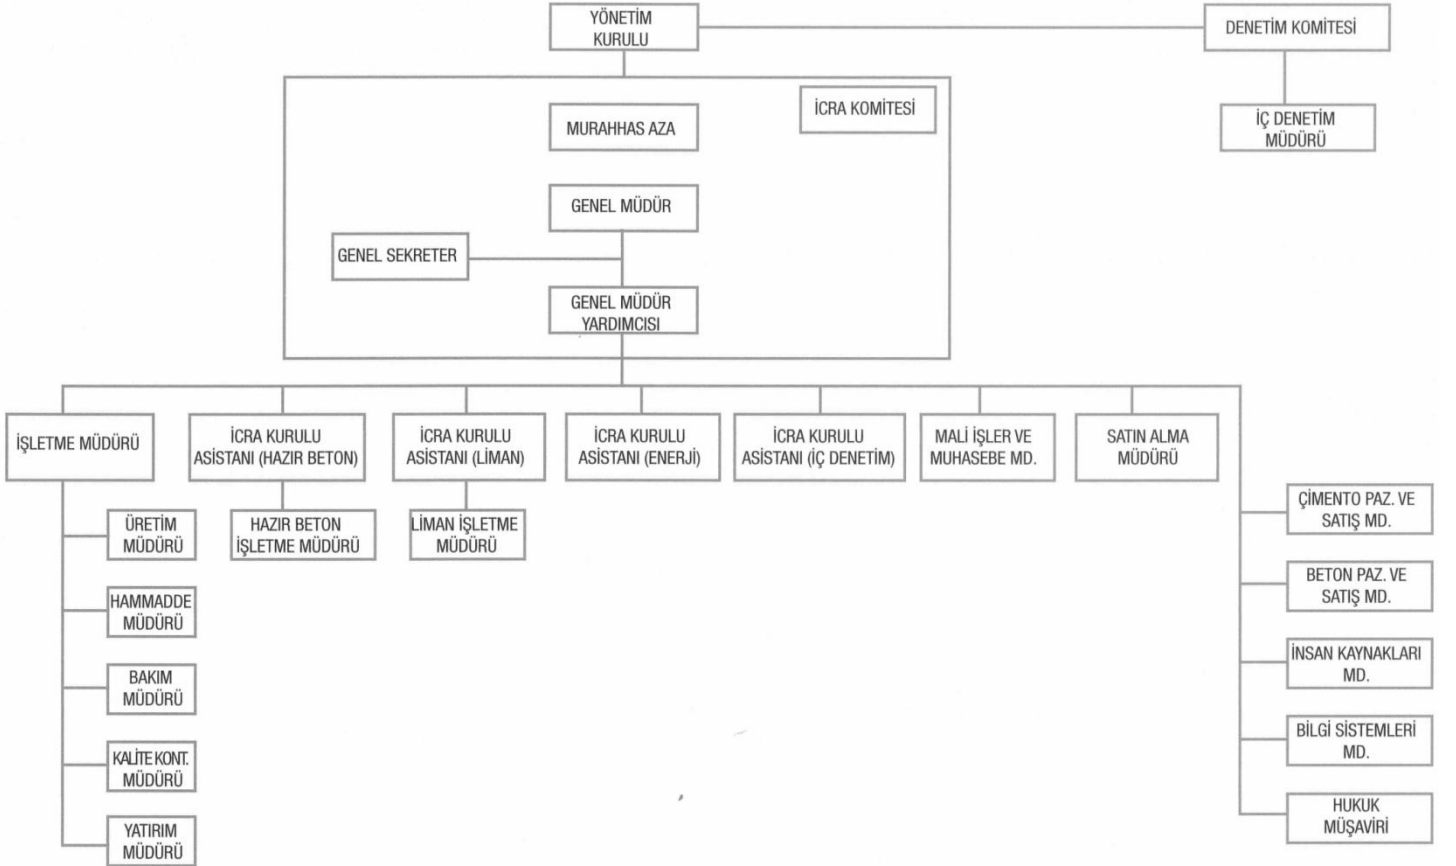 YÖNETİM
KURULU
DENETİM KOMİTESİ
İCRA KOMİTESİ
MURAHHAS AZA
İÇ DENETİM
MÜDÜRÜ
GENEL MÜDÜR
GENEL SEKRETER
GENEL MÜDÜR
YARDIMCISI
İŞLETME MÜDÜRÜ
İCRA KURULU
ASİSTANI (HAZIR BETON)
İCRA KURULU
ASİSTANI (LİMAN)
İCRA KURULU
ASİSTANI (ENERJİ)
İCRA KURULU
ASİSTANI (İÇ DENETİM)
MALİ İŞLER VE
MUHASEBE MD.
SATIN ALMA
MÜDÜRÜ
ÜRETİM
MÜDÜRÜ
HAMMADDE
MÜDÜRÜ
BAKIM
MÜDÜRÜ
KALİTE KONT.
MÜDÜRÜ
YATIRIM
MÜDÜRÜ
HAZIR BETON
İŞLETME MÜDÜRÜ
LİMAN İŞLETME
MÜDÜRÜ
ÇİMENTO PAZ. VE
SATIŞ MD.
BETON PAZ. VE
SATIŞ MD.
İNSAN KAYNAKLARI
MD.
BİLGİ SİSTEMLERİ
MD.
HUKUK
MÜŞAVİRİ